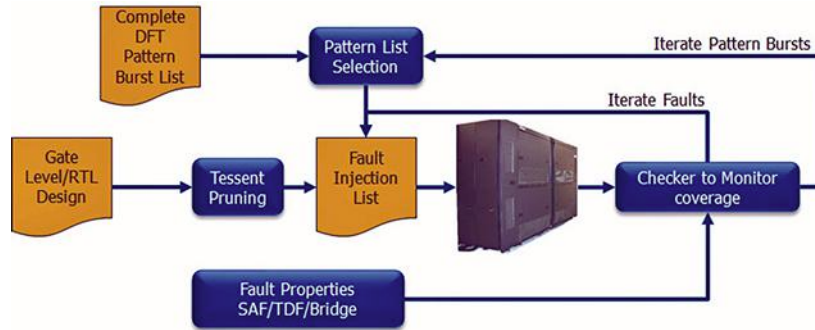 Complete
DFT
Pattern
Burst List
Pattern List
Selection
Iterate Pattern Bursts
Iterate Faults
Gate
Level/RTL
Design
Tessent
Pruning
Fault
Injection
List
Checker to Monitor
coverage
Fault Properties
SAF/TDF/Bridge